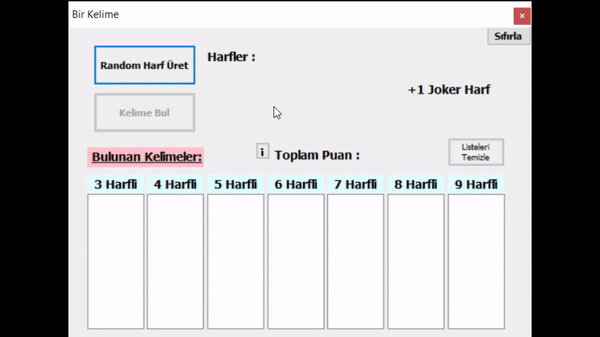 Bir Kelime
Sıfırla
Random Harf Üret
Harfler :
+1 Joker Harf
Kelime Bul
Bulunan Kelimeler:
i
Toplam Puan :
Listeleri
Temizle
3 Harfli
4 Harfli
5 Harfli
6 Harfli
7 Harfli
8 Harfli
9 Harfli